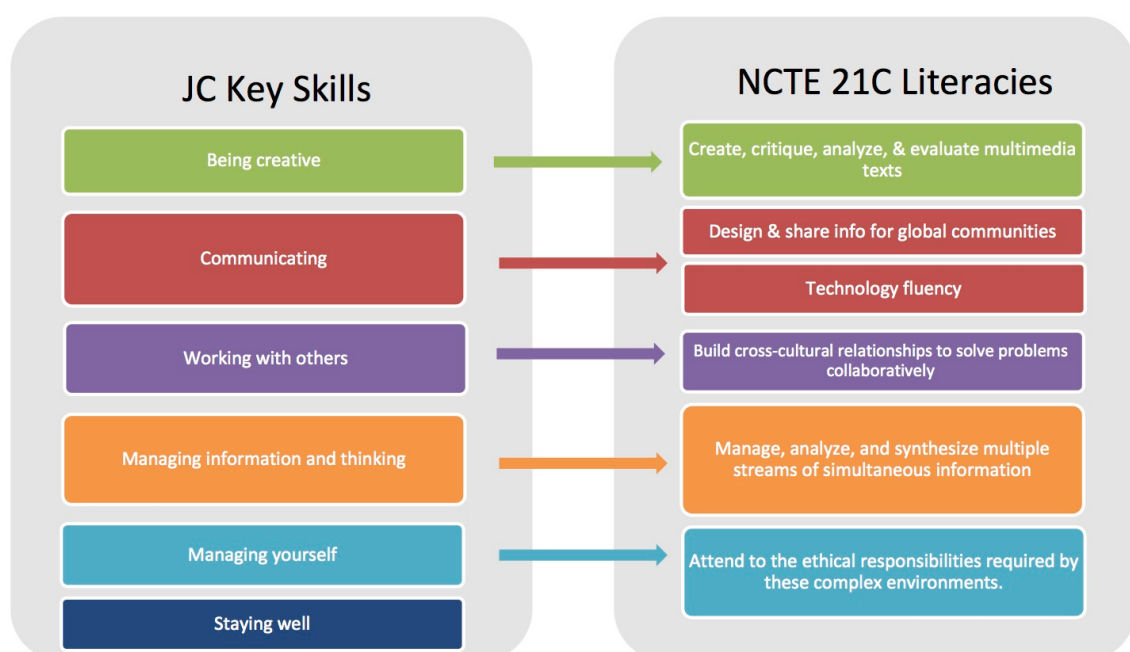 JC Key Skills
Being creative
Communicating
Working with others
Managing information and thinking
Managing yourself
Staying well
NCTE 21C Literacies
Create, critique, analyze, & evaluate multimedia
texts
Design & share info for global communities
Technology fluency
Build cross-cultural relationships to solve problems
collaboratively
Manage, analyze, and synthesize multiple
streams of simultaneous information
Attend to the ethical responsibilities required by
these complex environments.